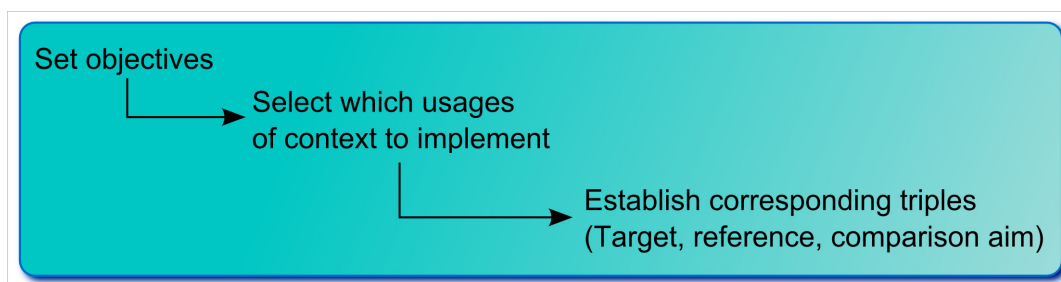 Set objectives
Select which usages
of context to implement
Establish corresponding triples
(Target, reference, comparison aim)